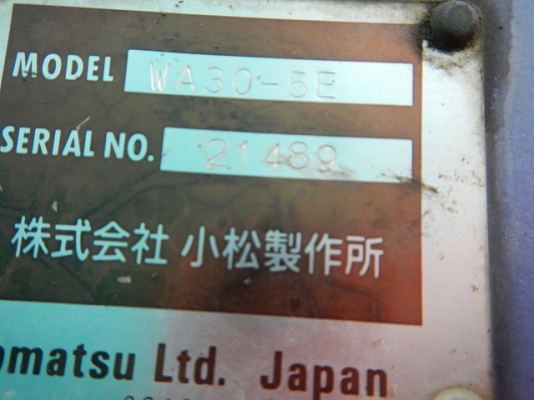 MODEL WA30-5E
SERIAL NO. 21489
株式会社 小松製作所
omatsu Ltd. Japan